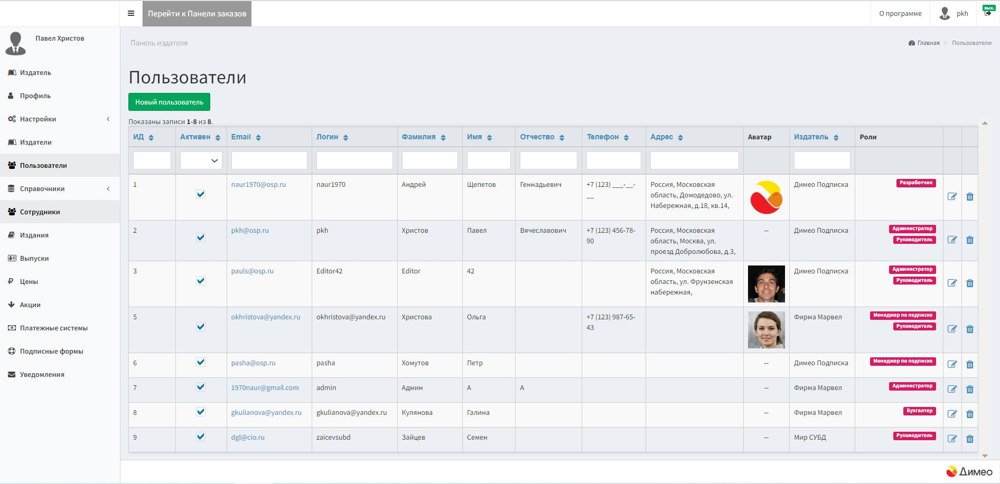 Перейти к Панели заказов
О программе
pkh
вых.
Павел Христов
Издатель
Профиль
Настройки
Издатели
Пользователи
Справочники
Сотрудники
Издания
Выпуски
Цены
Акции
Платежные системы
Подписные формы
Уведомления
Панель издателя
Главная > Пользователи
Пользователи
Новый пользователь
Показаны записи 1-8 из 8.
ИД Активен Email Логин Фамилия Имя Отчество Телефон Адрес Аватар Издатель Роли
1 naur1970@osp.ru naur1970 Андрей Щепетов Геннадьевич +7 (123) ___-__- Россия, Московская Димео Подписка Разработчик
__ область, Домодедово, ул.
Набережная, д.18, кв.14,
2 pkh@osp.ru pkh Христов Павел Вячеславович +7 (123) 456-78- Россия, Московская -- Димео Подписка Администратор
90 область, Москва, ул. Руководитель
проезд Добролюбова, д.3,
3 pauls@osp.ru Editor42 Editor 42 Россия, Московская Димео Подписка Администратор
область, ул. Фрунзенская Руководитель
набережная,
5 okhristova@yandex.ru okhristova@yandex.ru Христова Ольга +7 (123) 987-65- Фирма Марвел Менеджер по подписке
43 Руководитель
6 pasha@osp.ru pasha Хомутов Петр -- Димео Подписка Менеджер по подписке
7 1970naur@gmail.com admin Админ А А -- Фирма Марвел Администратор
8 gkulianova@yandex.ru gkulianova@yandex.ru Кулянова Галина -- Фирма Марвел Бухгалтер
9 dgl@cio.ru zaicevsubd Зайцев Семен -- Мир СУБД Руководитель
Димео